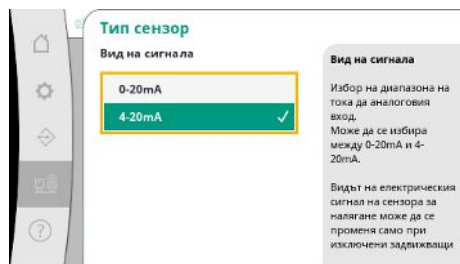 Тип сензор
Вид на сигнала
0-20mA
4-20mA
Вид на сигнала
Избор на диапазона на
тока да аналоговия
вход.
Може да се избира
между 0-20mA и 4-
20mA.
Видът на електрическия
сигнал на сензора за
налягане може да се
променя само при
изключени задвижващи